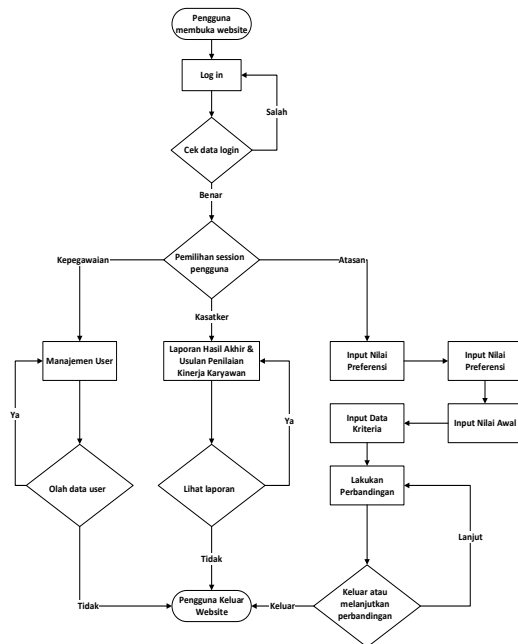 Pengguna
membuka website
Log in
Salah
Cek data login
Benar
Pemilihan session
pengguna
Kepegawaian
Atasan
Kasatker
Manajemen User
Laporan Hasil Akhir &
Usulan Penilaian
Kinerja Karyawan
Input Nilai
Preferensi
Input Nilai
Preferensi
Ya
Ya
Input Data
Kriteria
Input Nilai Awal
Olah data user
Lihat laporan
Lakukan
Perbandingan
Lanjut
Tidak
Tidak
Pengguna Keluar
Website
Keluar
Keluar atau
melanjutkan
perbandingan